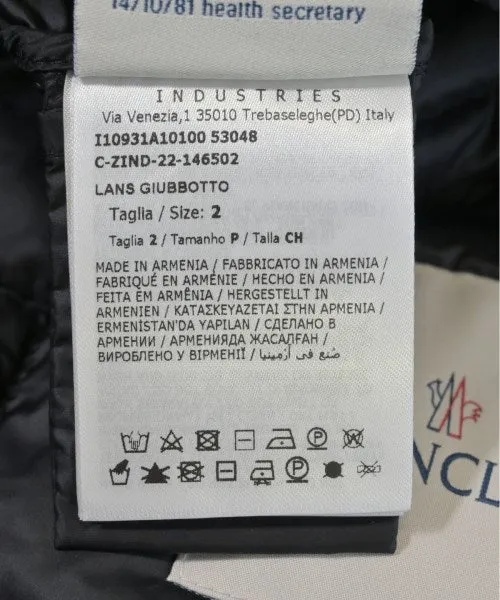 14/10/81 health secretary
INDUSTRIES
Via Venezia,1 35010 Trebaseleghe(PD) Italy
I10931A10100 53048
C-ZIND-22-146502
LANS GIUBBOTTO
Taglia / Size: 2
Taglia 2 / Tamanho P / Talla CH
MADE IN ARMENIA / FABBRICATO IN ARMENIA /
FABRIQUÉ EN ARMÉNIE / HECHO EN ARMENIA /
FEITA EM ARMÊNIA / HERGESTELLT IN
ARMENIEN / ΚΑΤΑΣΚΕΥΑΖΕΤΑΙ ΣΤΗΝ ΑΡΜΕΝΙΑ /
ERMENİSTAN'DA YAPILAN / СДЕЛАНО В
АРМЕНИИ / АРМЕНИЯДА ЖАСАЛҒАН /
ВИРОБЛЕНО У ВІРМЕНІЇ / صُنع في أرمينيا
NCL